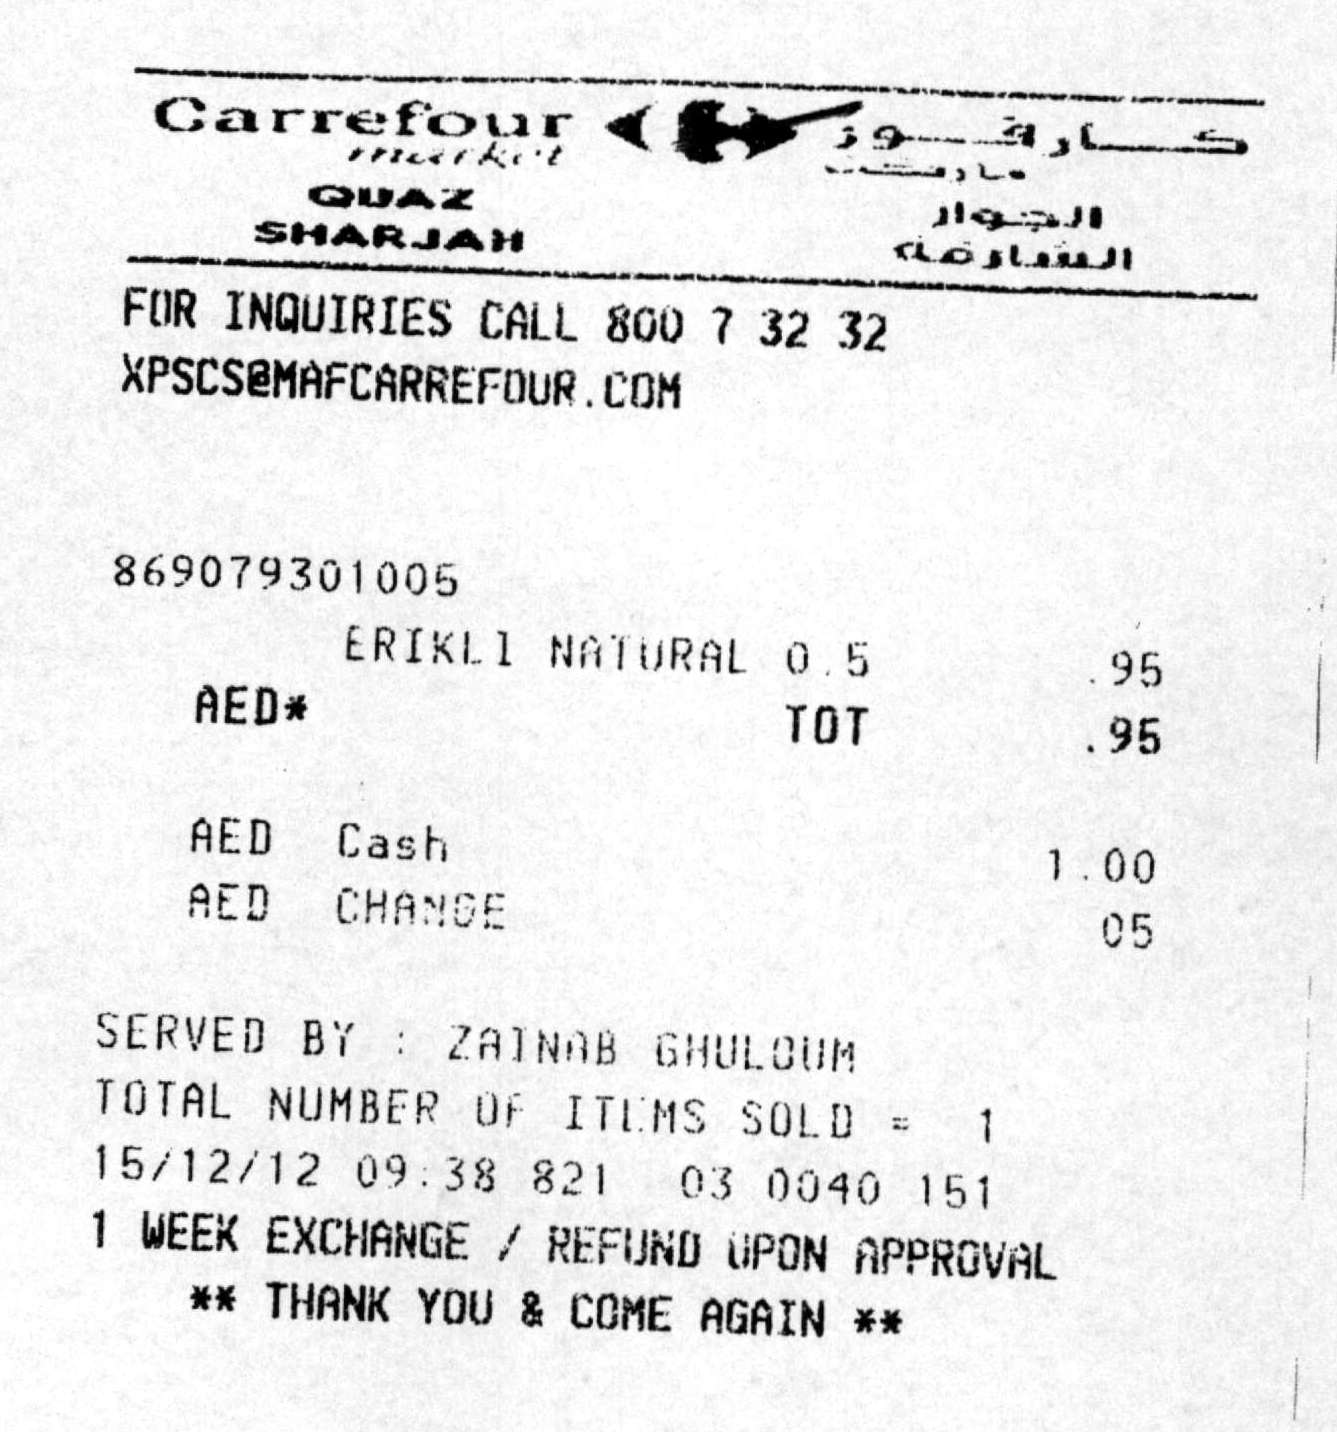 Carrefour كارفور
market ماركت
QUAZ الجوار
SHARJAH الشارقة
FOR INQUIRIES CALL 800 7 32 32
XPSCS@MAFCARREFOUR.COM
869079301005
ERIKLI NATURAL 0.5 .95
AED* TOT .95
AED Cash 1.00
AED CHANGE 05
SERVED BY : ZAINAB GHULOUM
TOTAL NUMBER OF ITEMS SOLD = 1
15/12/12 09:38 821 03 0040 151
1 WEEK EXCHANGE / REFUND UPON APPROVAL
** THANK YOU & COME AGAIN **